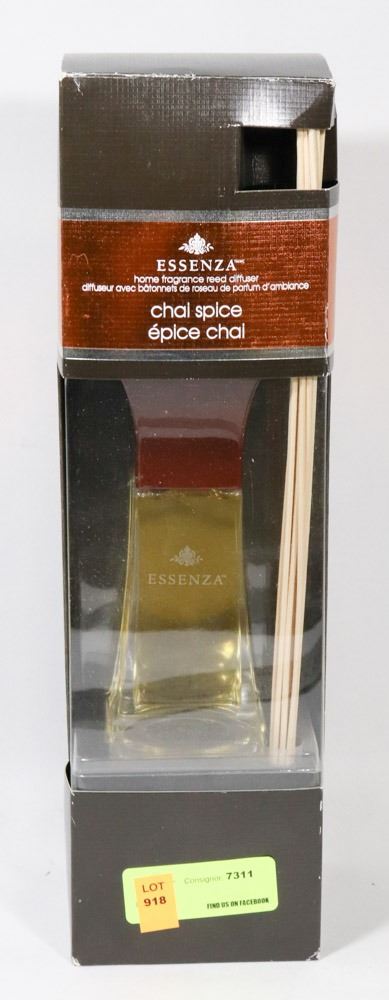 ESSENZA™
home fragrance reed diffuser
diffuseur avec bâtonnets de roseau de parfum d'ambiance
chai spice
épice chai
ESSENZA™
Consignor: 7311
LOT
918
FIND US ON FACEBOOK